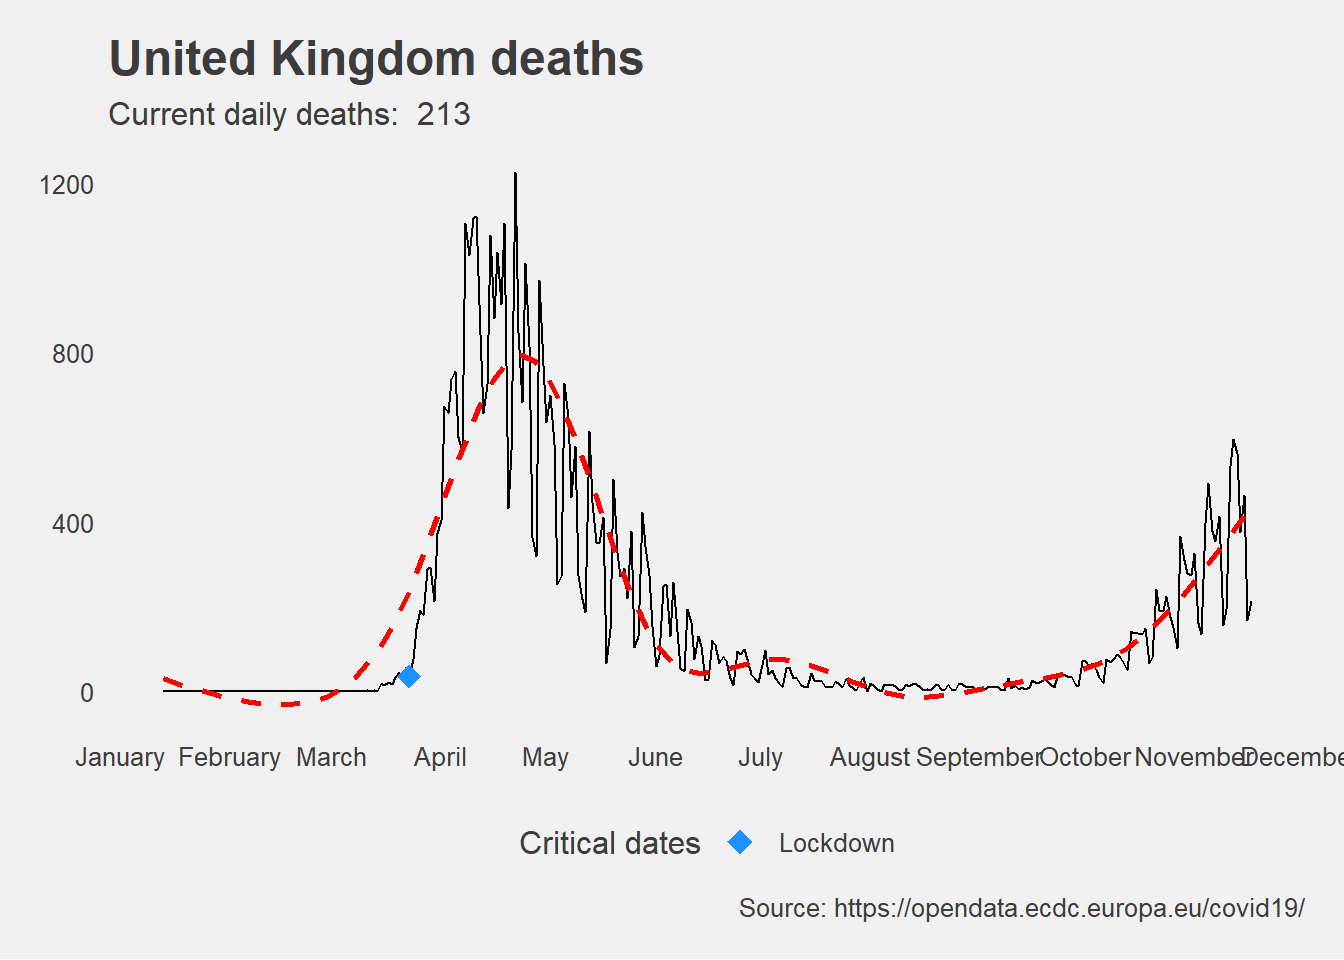 United Kingdom deaths
Current daily deaths:  213
1200
800
400
0
January February March April May June July August September October November Decembe
Critical dates Lockdown
Source: https://opendata.ecdc.europa.eu/covid19/